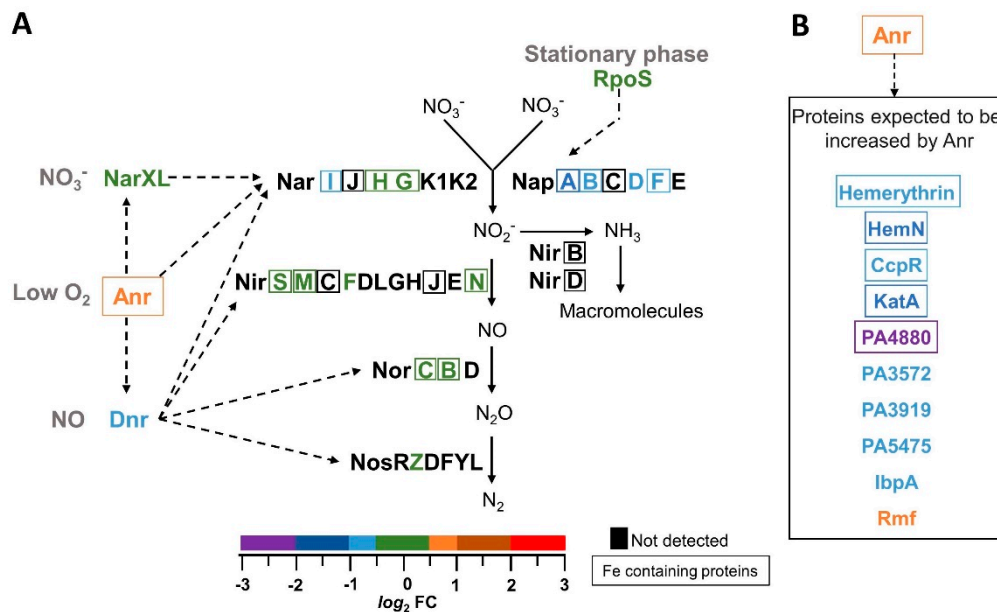 A
Stationary phase
RpoS
NO3- NO3-
NO3- NarXL
Nar I J H G K1K2
Nap A B C D F E
NO2- NH3
Nir B
Nir D
Low O2 Anr
Nir S M C F D L G H J E N
Macromolecules
NO
Nor C B D
NO Dnr
N2O
NosRZDFYL
N2
-3 -2 -1 0 1 2 3
log2 FC
Not detected
Fe containing proteins
B
Anr
Proteins expected to be
increased by Anr
Hemerythrin
HemN
CcpR
KatA
PA4880
PA3572
PA3919
PA5475
IbpA
Rmf